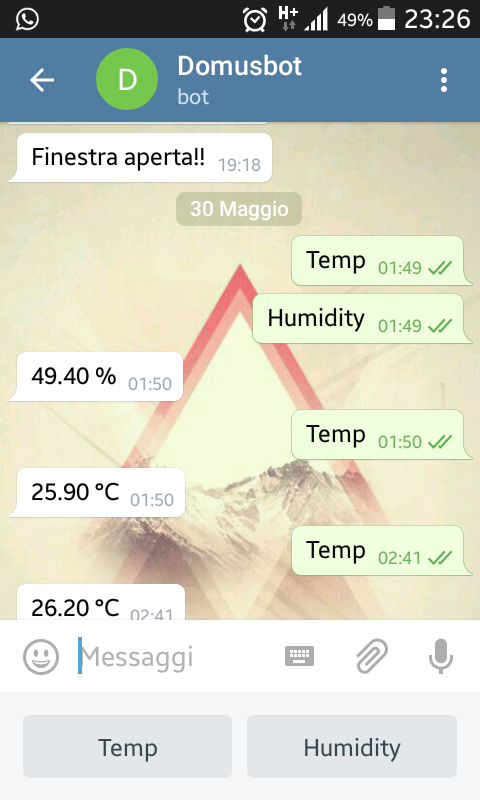 H+ 49% 23:26
D
Domusbot
bot
Finestra aperta!! 19:18
30 Maggio
Temp 01:49
Humidity 01:49
49.40 % 01:50
Temp 01:50
25.90 °C 01:50
Temp 02:41
26.20 °C 02:41
Messaggi
Temp Humidity